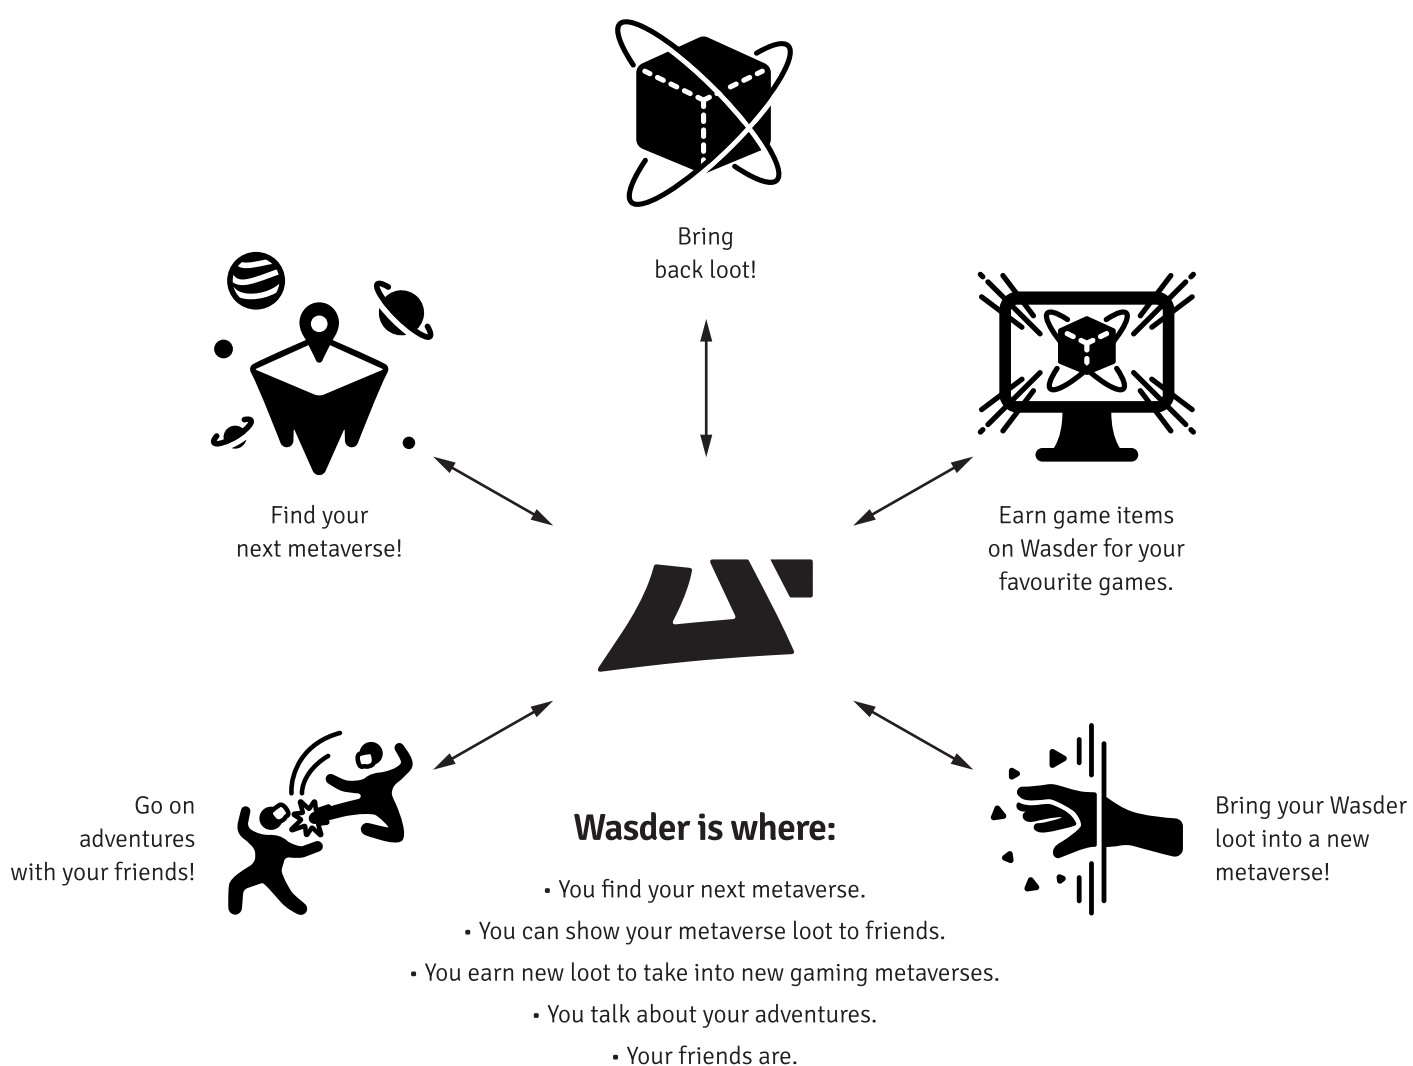 Bring
back loot!
Find your
next metaverse!
Earn game items
on Wasder for your
favourite games.
Go on
adventures
with your friends!
Bring your Wasder
loot into a new
metaverse!
Wasder is where:
• You find your next metaverse.
• You can show your metaverse loot to friends.
• You earn new loot to take into new gaming metaverses.
• You talk about your adventures.
• Your friends are.